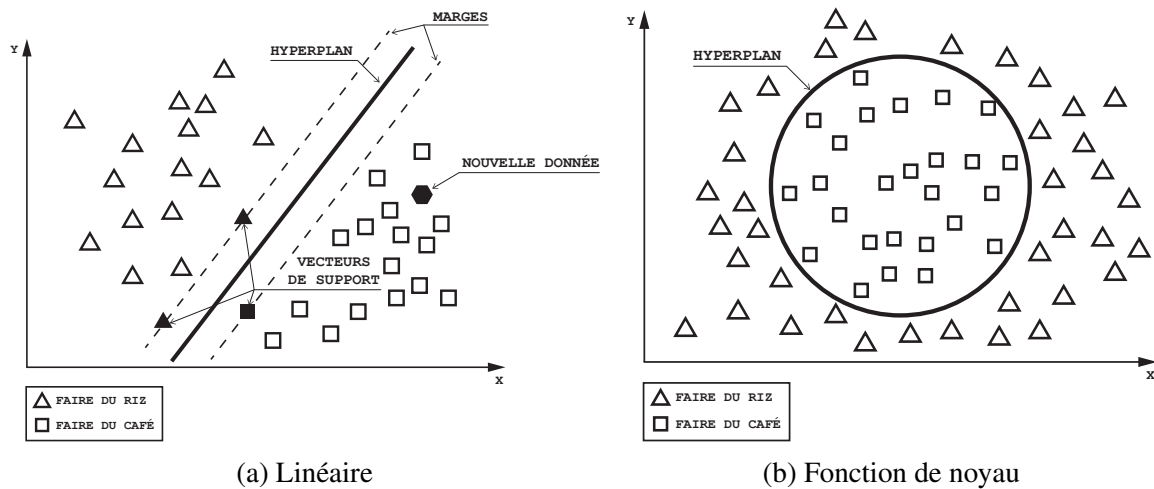 MARGES
Y
HYPERPLAN
NOUVELLE DONNÉE
VECTEURS
DE SUPPORT
X
FAIRE DU RIZ
FAIRE DU CAFÉ
(a) Linéaire
Y
HYPERPLAN
X
FAIRE DU RIZ
FAIRE DU CAFÉ
(b) Fonction de noyau